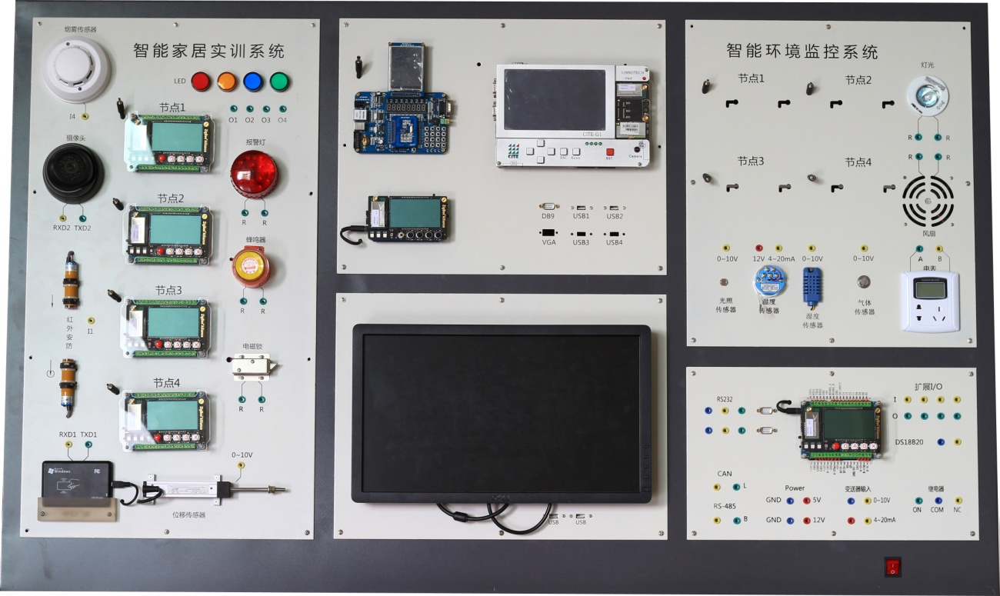 烟雾传感器
智能家居实训系统
LED
I4
节点1
O1 O2 O3 O4
摄像头
报警灯
RXD2 TXD2
R R
节点2
蜂鸣器
R R
节点3
红外安防
I1
电磁锁
R R
节点4
RXD1 TXD1
0~10V
Windows
位移传感器
CITE-G1
CITE
ESC Enter
RST
Camera
DB9 USB1 USB2
VGA USB3 USB4
USB USB
智能环境监控系统
灯光
节点1 节点2
R R
R R
节点3 节点4
风扇
0~10V 12V 4~20mA 0~10V 0~10V
A B
电表
光照传感器
温度传感器
湿度传感器
气体传感器
RS232
扩展I/O
I
O
DS18B20
CAN
L
RS-485
B
Power
GND 5V
GND 12V
变送器输入
0~10V
4~20mA
继电器
ON COM NC